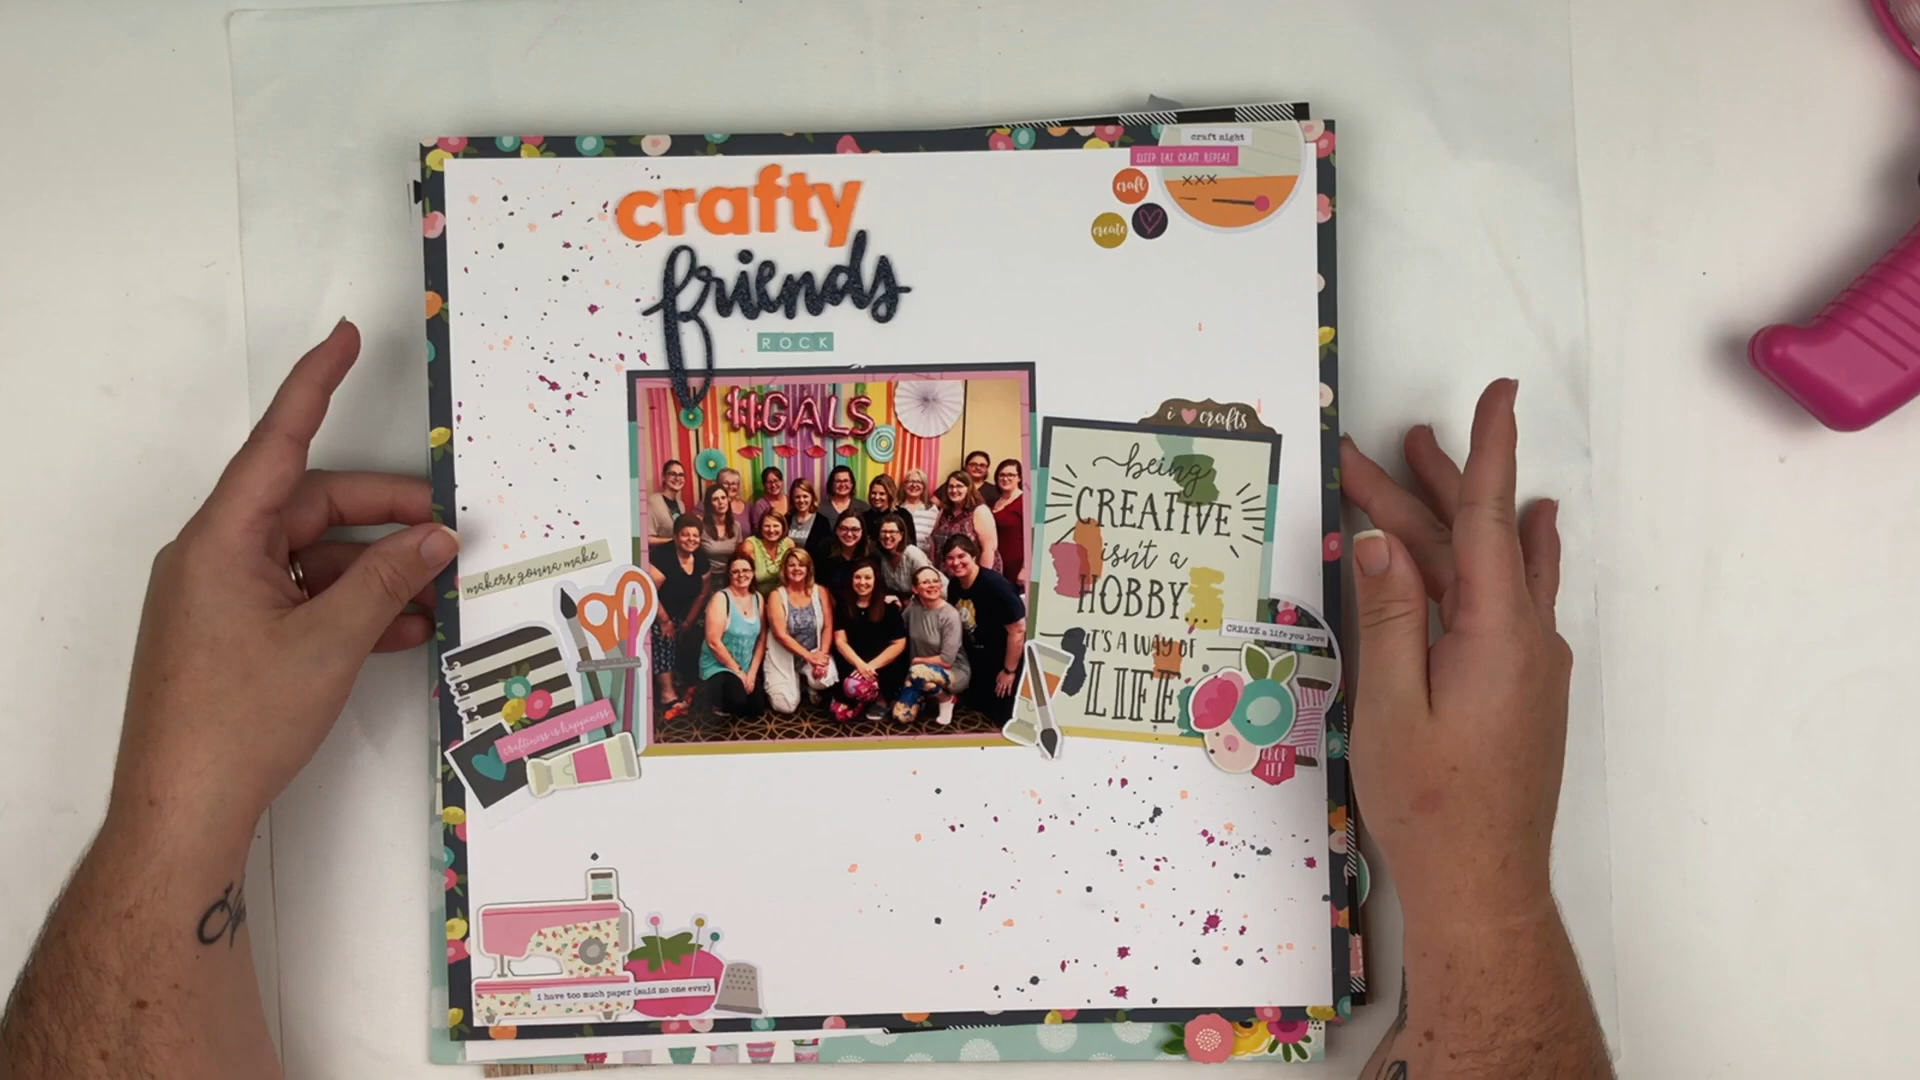 craft night
SLEEP EAT CRAFT REPEAT
craft
create
crafty
friends
ROCK
#GALS
i crafts
being
CREATIVE
isn't a
HOBBY
IT'S A WAY OF
LIFE
makers gonna make
CREATE a life you love
craftiness is happiness
CROP
IT!
i have too much paper (said no one ever)